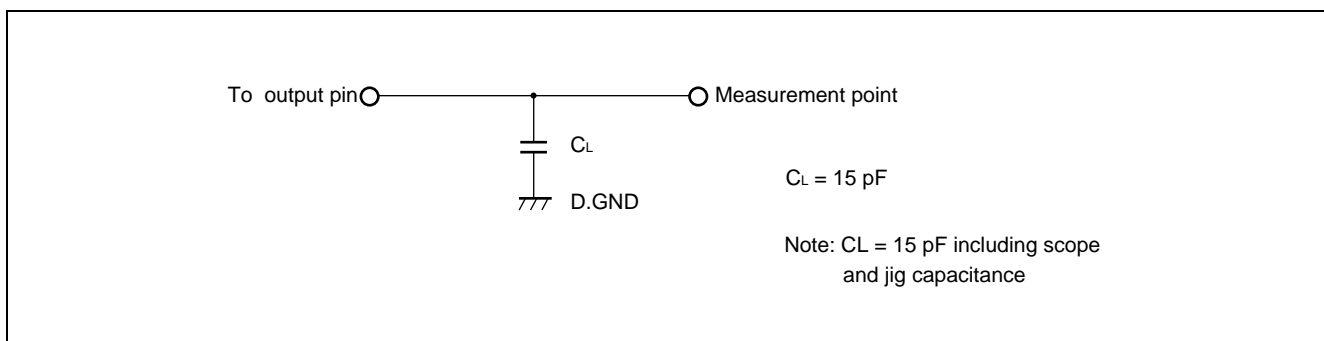 To output pin
Measurement point
CL
CL = 15 pF
D.GND
Note: CL = 15 pF including scope
and jig capacitance